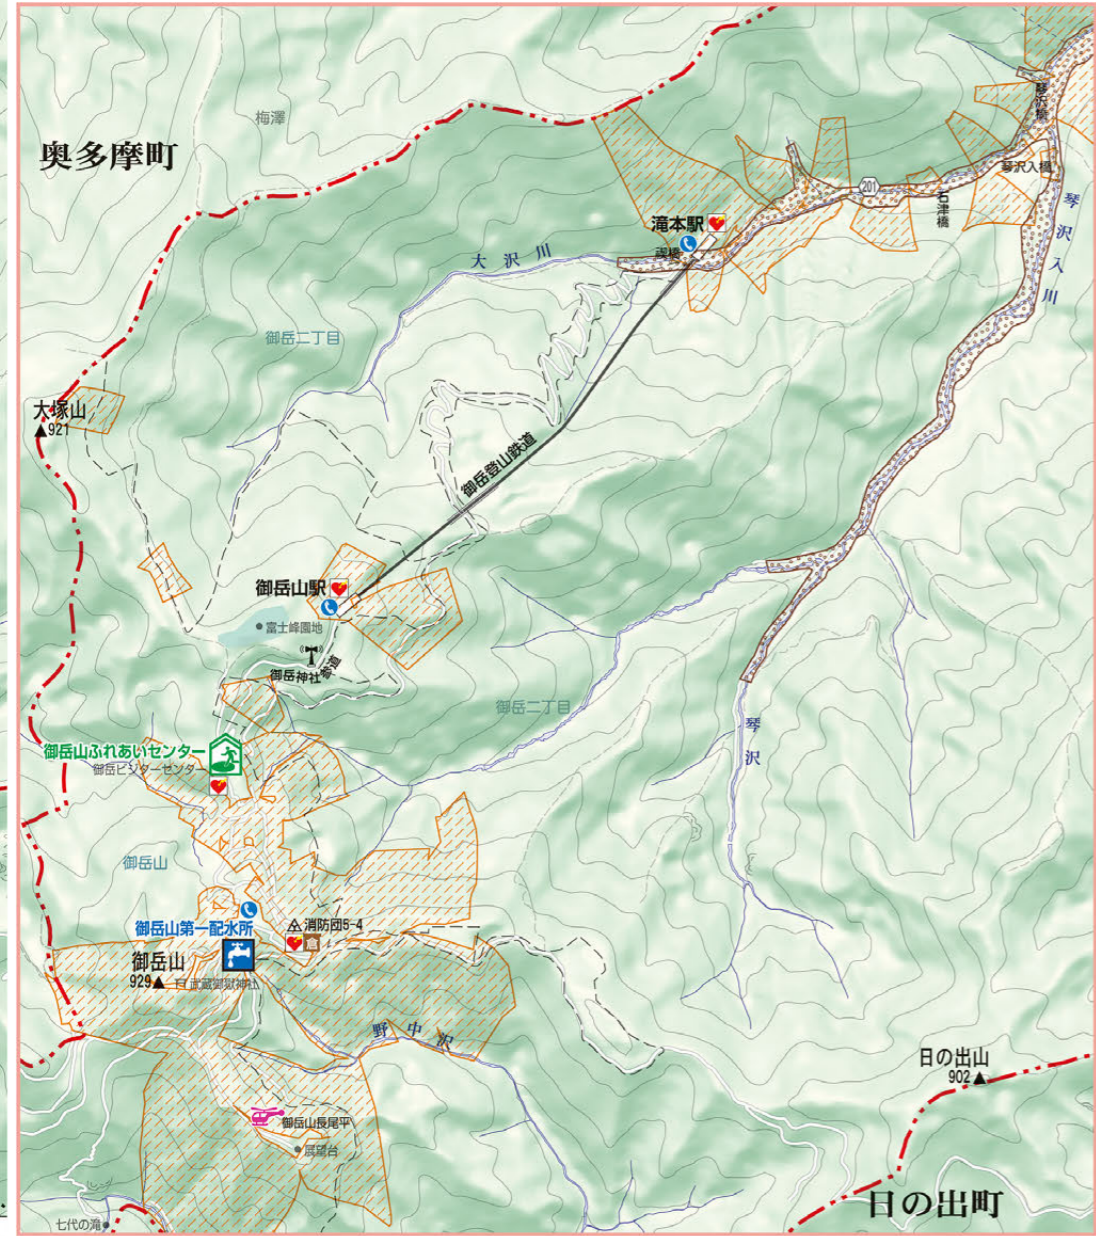 奥多摩町
梅澤
琴沢橋
琴沢入橋
201
石津橋
琴沢入川
滝本駅
禊橋
大沢川
御岳二丁目
大塚山
921
御岳登山鉄道
御岳山駅
富士峰園地
御岳神社参道
御岳二丁目
琴沢
御岳山ふれあいセンター
御岳ビジターセンター
御岳山
御岳山第一配水所
消防団5-4
倉
御岳山
929
武蔵御嶽神社
野中沢
日の出山
902
御岳山長尾平
展望台
日の出町
七代の滝